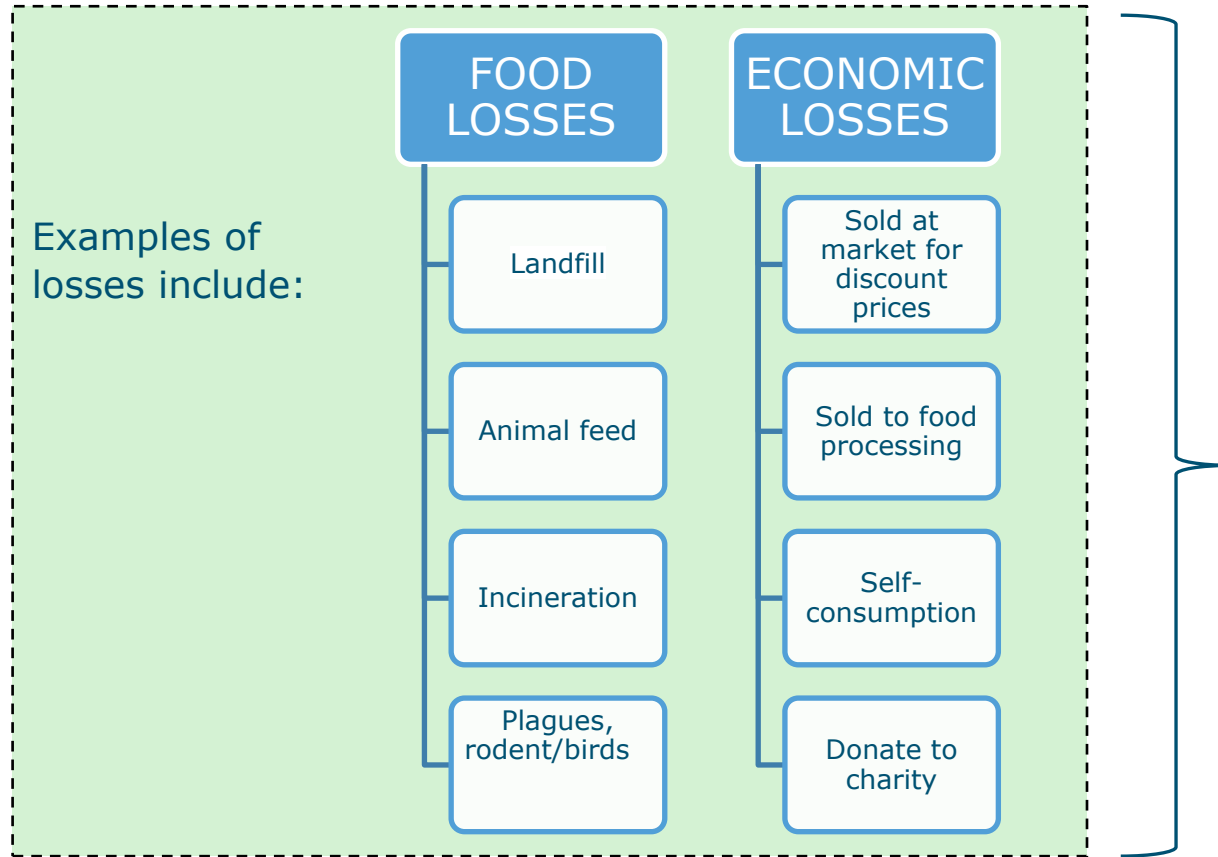 Examples of
losses include:
FOOD
LOSSES
Landfill
Animal feed
Incineration
Plagues,
rodent/birds
ECONOMIC
LOSSES
Sold at
market for
discount
prices
Sold to food
processing
Self-
consumption
Donate to
charity